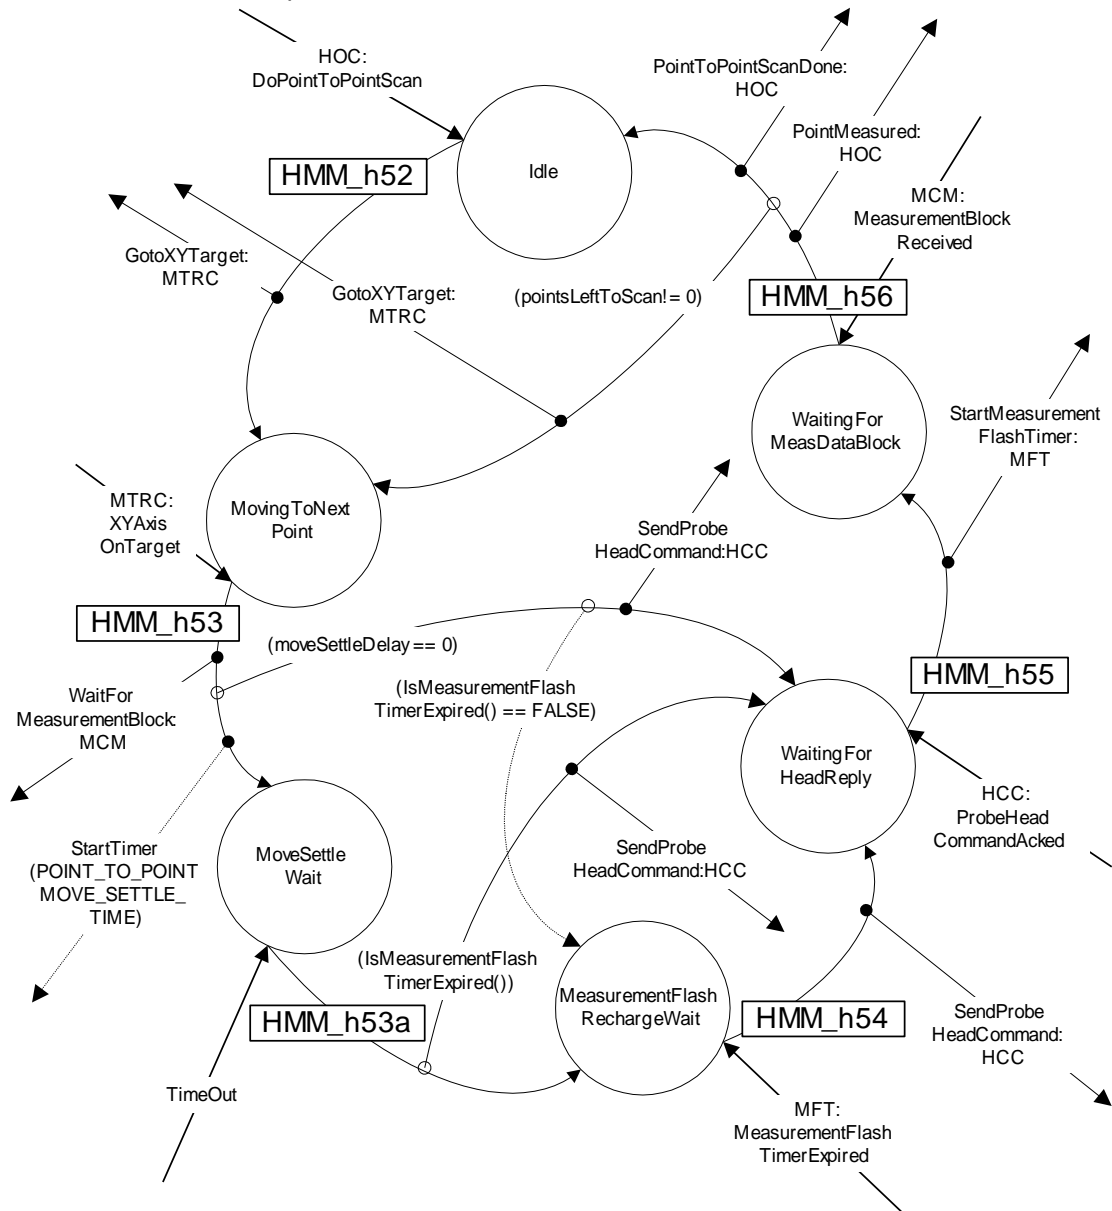 HOC:
DoPointToPointScan
PointToPointScanDone:
HOC
PointMeasured:
HOC
HMM_h52
Idle
MCM:
MeasurementBlock
Received
GotoXYTarget:
MTRC
GotoXYTarget:
MTRC
(pointsLeftToScan!= 0)
HMM_h56
WaitingFor
MeasDataBlock
StartMeasurement
FlashTimer:
MFT
MTRC:
XYAxis
OnTarget
MovingToNext
Point
SendProbe
HeadCommand:HCC
HMM_h53
(moveSettleDelay == 0)
HMM_h55
WaitFor
MeasurementBlock:
MCM
(IsMeasurementFlash
TimerExpired() == FALSE)
WaitingFor
HeadReply
HCC:
ProbeHead
CommandAcked
StartTimer
(POINT_TO_POINT
MOVE_SETTLE_
TIME)
MoveSettle
Wait
SendProbe
HeadCommand:HCC
(IsMeasurementFlash
TimerExpired())
HMM_h53a
MeasurementFlash
RechargeWait
HMM_h54
SendProbe
HeadCommand:
HCC
TimeOut
MFT:
MeasurementFlash
TimerExpired